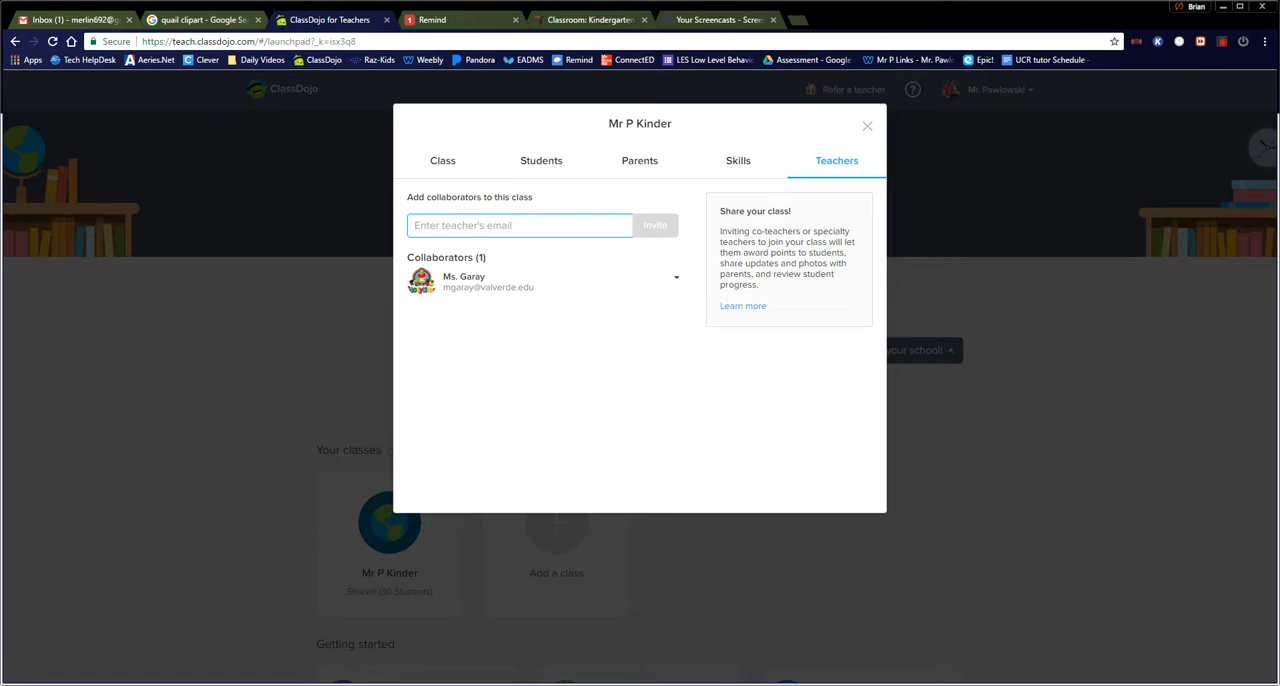 Brian
Inbox (1) - merlin692@g
quail clipart - Google Se
ClassDojo for Teachers
Remind
Classroom: Kindergarten
Your Screencasts - Scree
Secure
https://teach.classdojo.com/#/launchpad?_k=isx3q8
Apps
Tech HelpDesk
Aeries.Net
Clever
Daily Videos
ClassDojo
Raz-Kids
Weebly
Pandora
EADMS
Remind
ConnectED
LES Low Level Behavi
Assessment - Google
Mr P Links - Mr. Pawlo
Epic!
UCR tutor Schedule -
ClassDojo
Refer a teacher
Mr. Pawlowski
Mr P Kinder
Class
Students
Parents
Skills
Teachers
Add collaborators to this class
Enter teacher's email
Invite
Collaborators (1)
Ms. Garay
mgaray@valverde.edu
Share your class!
Inviting co-teachers or specialty
teachers to join your class will let
them award points to students,
share updates and photos with
parents, and review student
progress.
Learn more
your school!
Your classes
Mr P Kinder
Shared (30 Students)
Add a class
Getting started